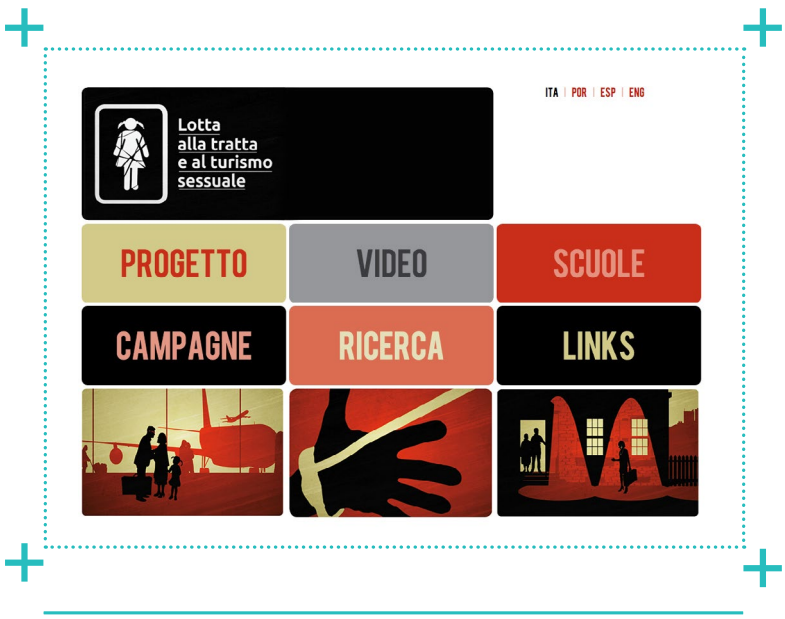 ITA | POR | ESP | ENG
Lotta
alla tratta
e al turismo
sessuale
PROGETTO
VIDEO
SCUOLE
CAMPAGNE
RICERCA
LINKS